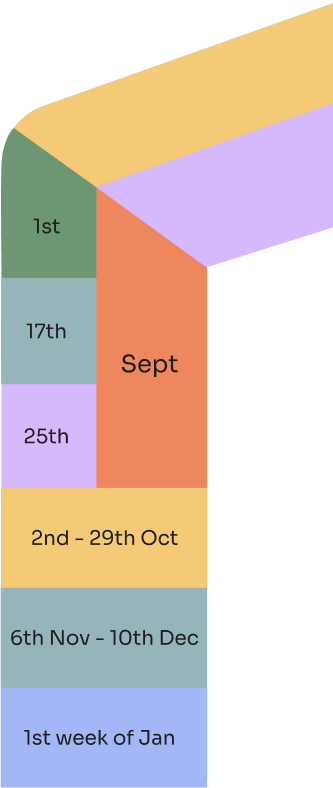 1st
17th
Sept
25th
2nd - 29th Oct
6th Nov - 10th Dec
1st week of Jan